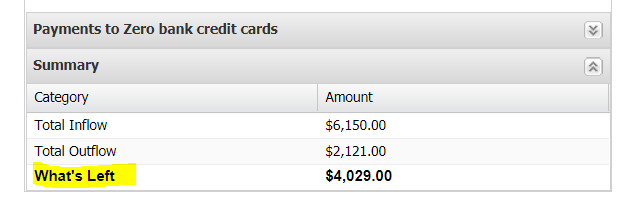 Payments to Zero bank credit cards
Summary
Category Amount
Total Inflow $6,150.00
Total Outflow $2,121.00
What's Left $4,029.00